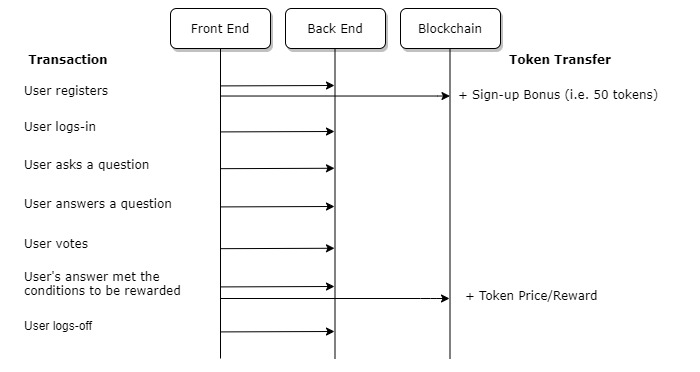 Front End
Back End
Blockchain
Transaction
Token Transfer
User registers
+ Sign-up Bonus (i.e. 50 tokens)
User logs-in
User asks a question
User answers a question
User votes
User's answer met the
conditions to be rewarded
+ Token Price/Reward
User logs-off